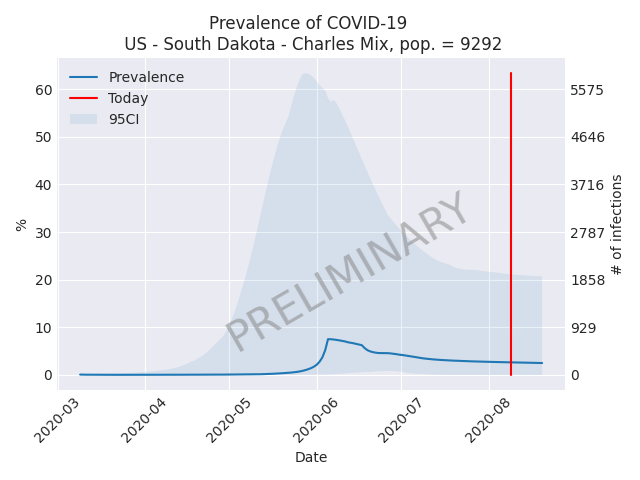 Prevalence of COVID-19
US - South Dakota - Charles Mix, pop. = 9292
Prevalence
Today
95CI
60
50
40
30
20
10
0
%
5575
4646
3716
2787
1858
929
0
# of infections
PRELIMINARY
2020-03
2020-04
2020-05
2020-06
2020-07
2020-08
Date